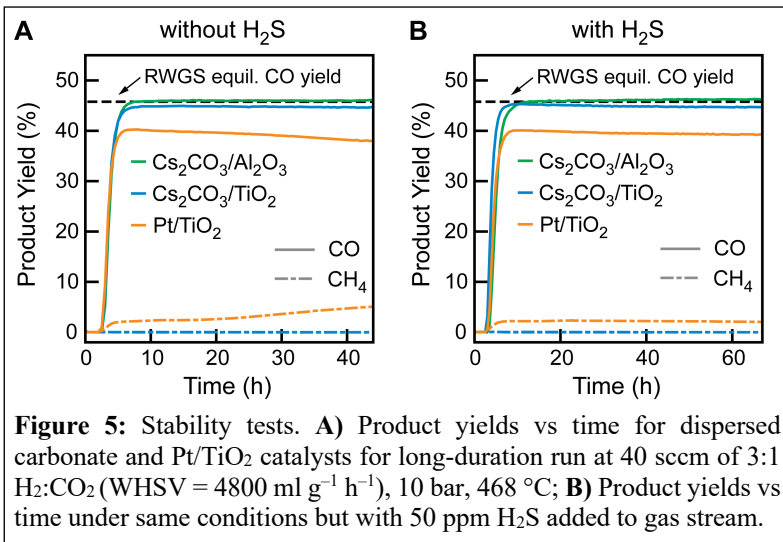 A
without H2S
Product Yield (%)
50
40
30
20
10
0
RWGS equil. CO yield
Cs2CO3/Al2O3
Cs2CO3/TiO2
Pt/TiO2
CO
CH4
0 10 20 30 40
Time (h)
B
with H2S
Product Yield (%)
50
40
30
20
10
0
RWGS equil. CO yield
Cs2CO3/Al2O3
Cs2CO3/TiO2
Pt/TiO2
CO
CH4
0 20 40 60
Time (h)
Figure 5: Stability tests. A) Product yields vs time for dispersed
carbonate and Pt/TiO2 catalysts for long-duration run at 40 sccm of 3:1
H2:CO2 (WHSV = 4800 ml g–1 h–1), 10 bar, 468 °C; B) Product yields vs
time under same conditions but with 50 ppm H2S added to gas stream.